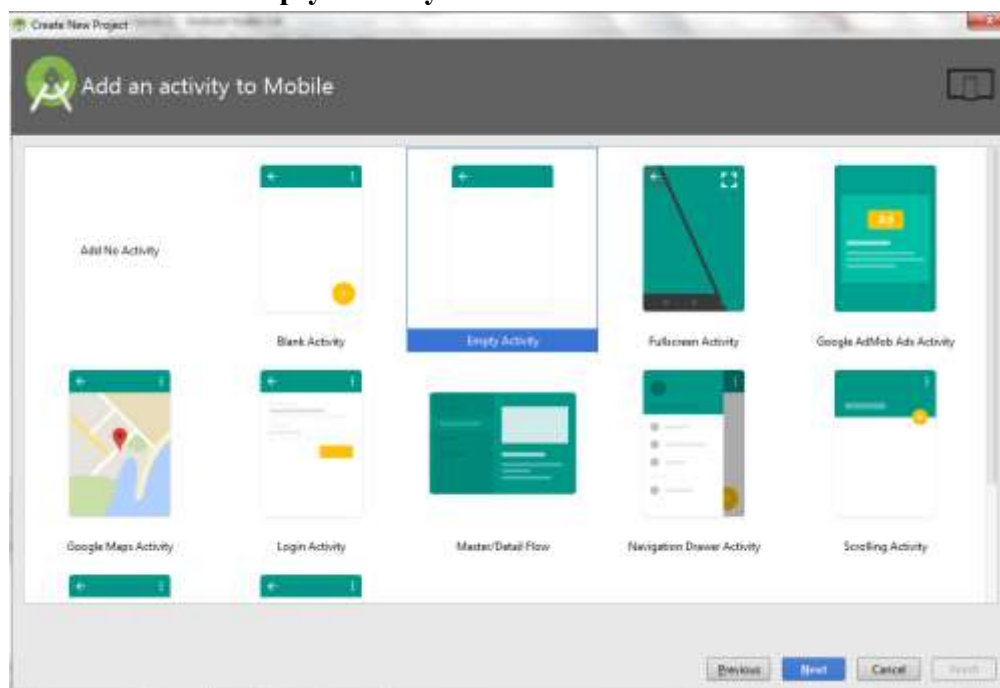 Create New Project
Add an activity to Mobile
Add No Activity
Blank Activity
Empty Activity
Fullscreen Activity
Ad
Google AdMob Ads Activity
Google Maps Activity
Login Activity
Master/Detail Flow
Navigation Drawer Activity
Scrolling Activity
Previous
Next
Cancel
Finish